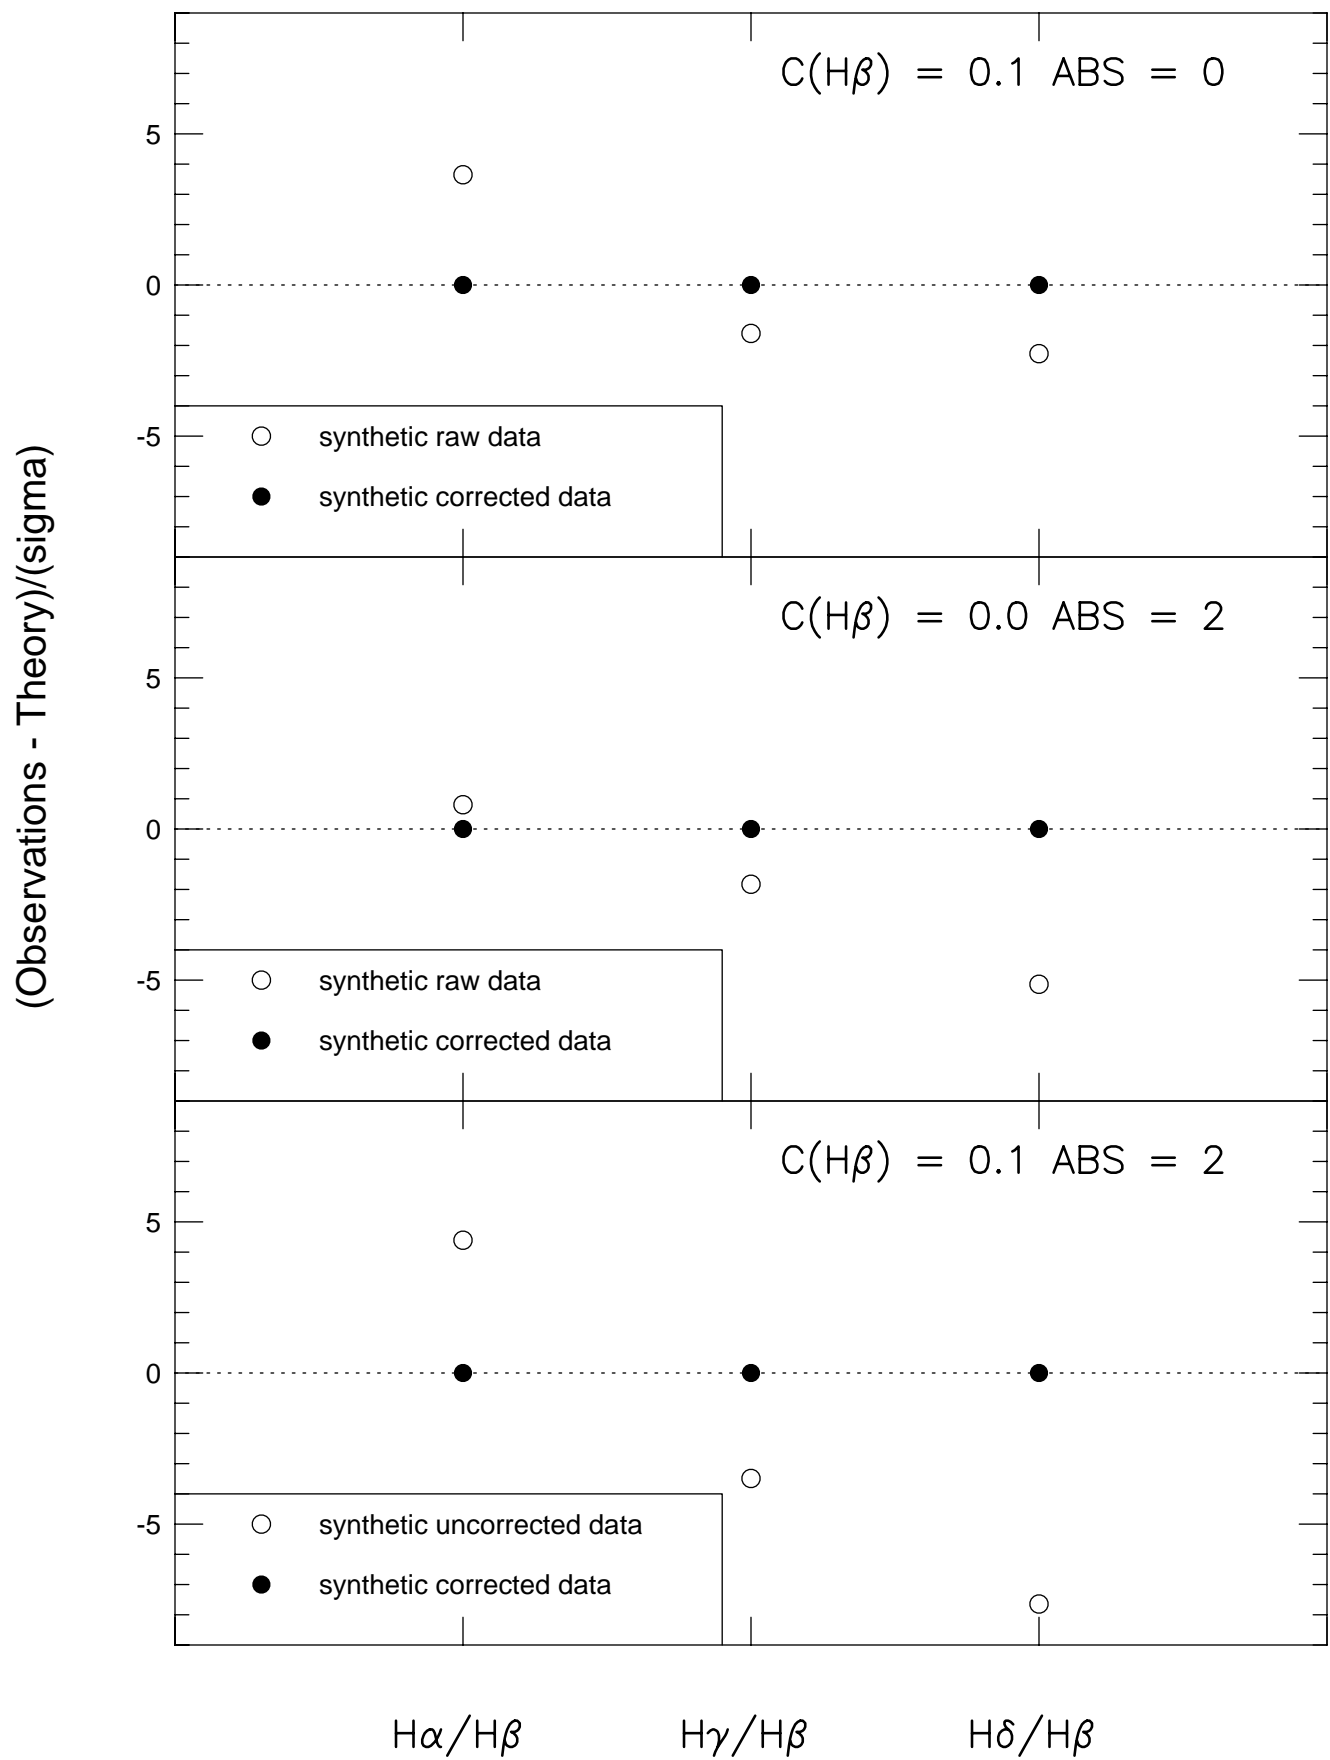 (Observations - Theory)/(sigma)
C(Hβ) = 0.1 ABS = 0
5
0
-5
synthetic raw data
synthetic corrected data
C(Hβ) = 0.0 ABS = 2
5
0
-5
synthetic raw data
synthetic corrected data
C(Hβ) = 0.1 ABS = 2
5
0
-5
synthetic uncorrected data
synthetic corrected data
Hα/Hβ Hγ/Hβ Hδ/Hβ